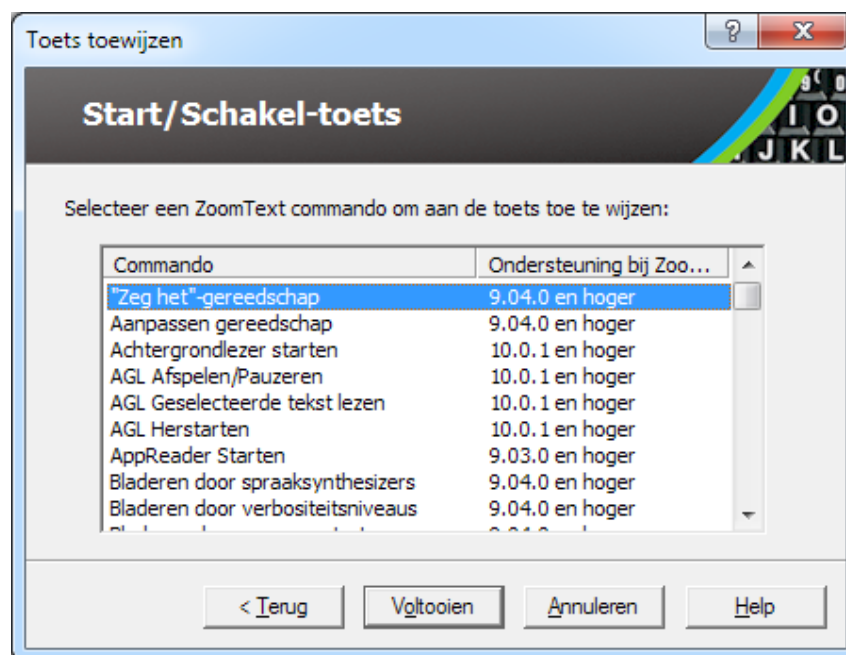 Toets toewijzen
Start/Schakel-toets
9 ( 0
I O
J K L
Selecteer een ZoomText commando om aan de toets toe te wijzen:
Commando Ondersteuning bij Zoo...
"Zeg het"-gereedschap 9.04.0 en hoger
Aanpassen gereedschap 9.04.0 en hoger
Achtergrondlezer starten 10.0.1 en hoger
AGL Afspelen/Pauzeren 10.0.1 en hoger
AGL Geselecteerde tekst lezen 10.0.1 en hoger
AGL Herstarten 10.0.1 en hoger
AppReader Starten 9.03.0 en hoger
Bladeren door spraaksynthesizers 9.04.0 en hoger
Bladeren door verbositeitsniveaus 9.04.0 en hoger
< Terug Voltooien Annuleren Help